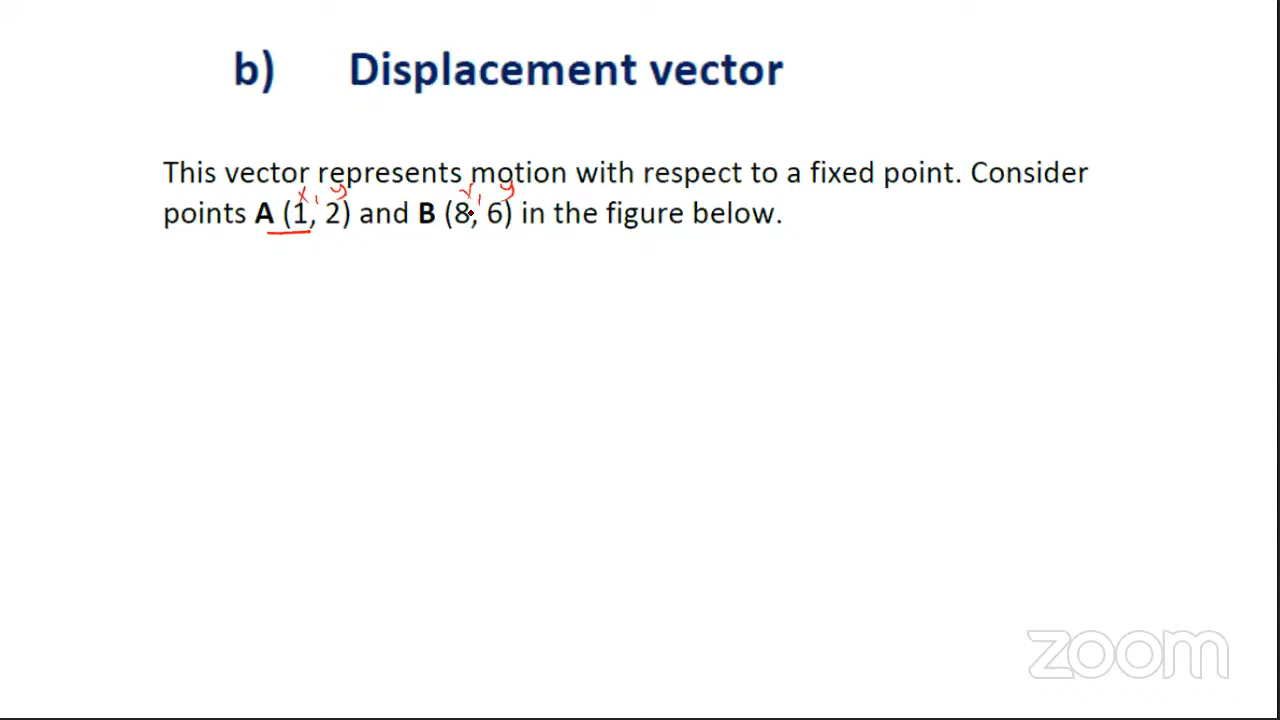 b) Displacement vector
This vector represents motion with respect to a fixed point. Consider
x, y x, y
points A (1, 2) and B (8, 6) in the figure below.
zoom